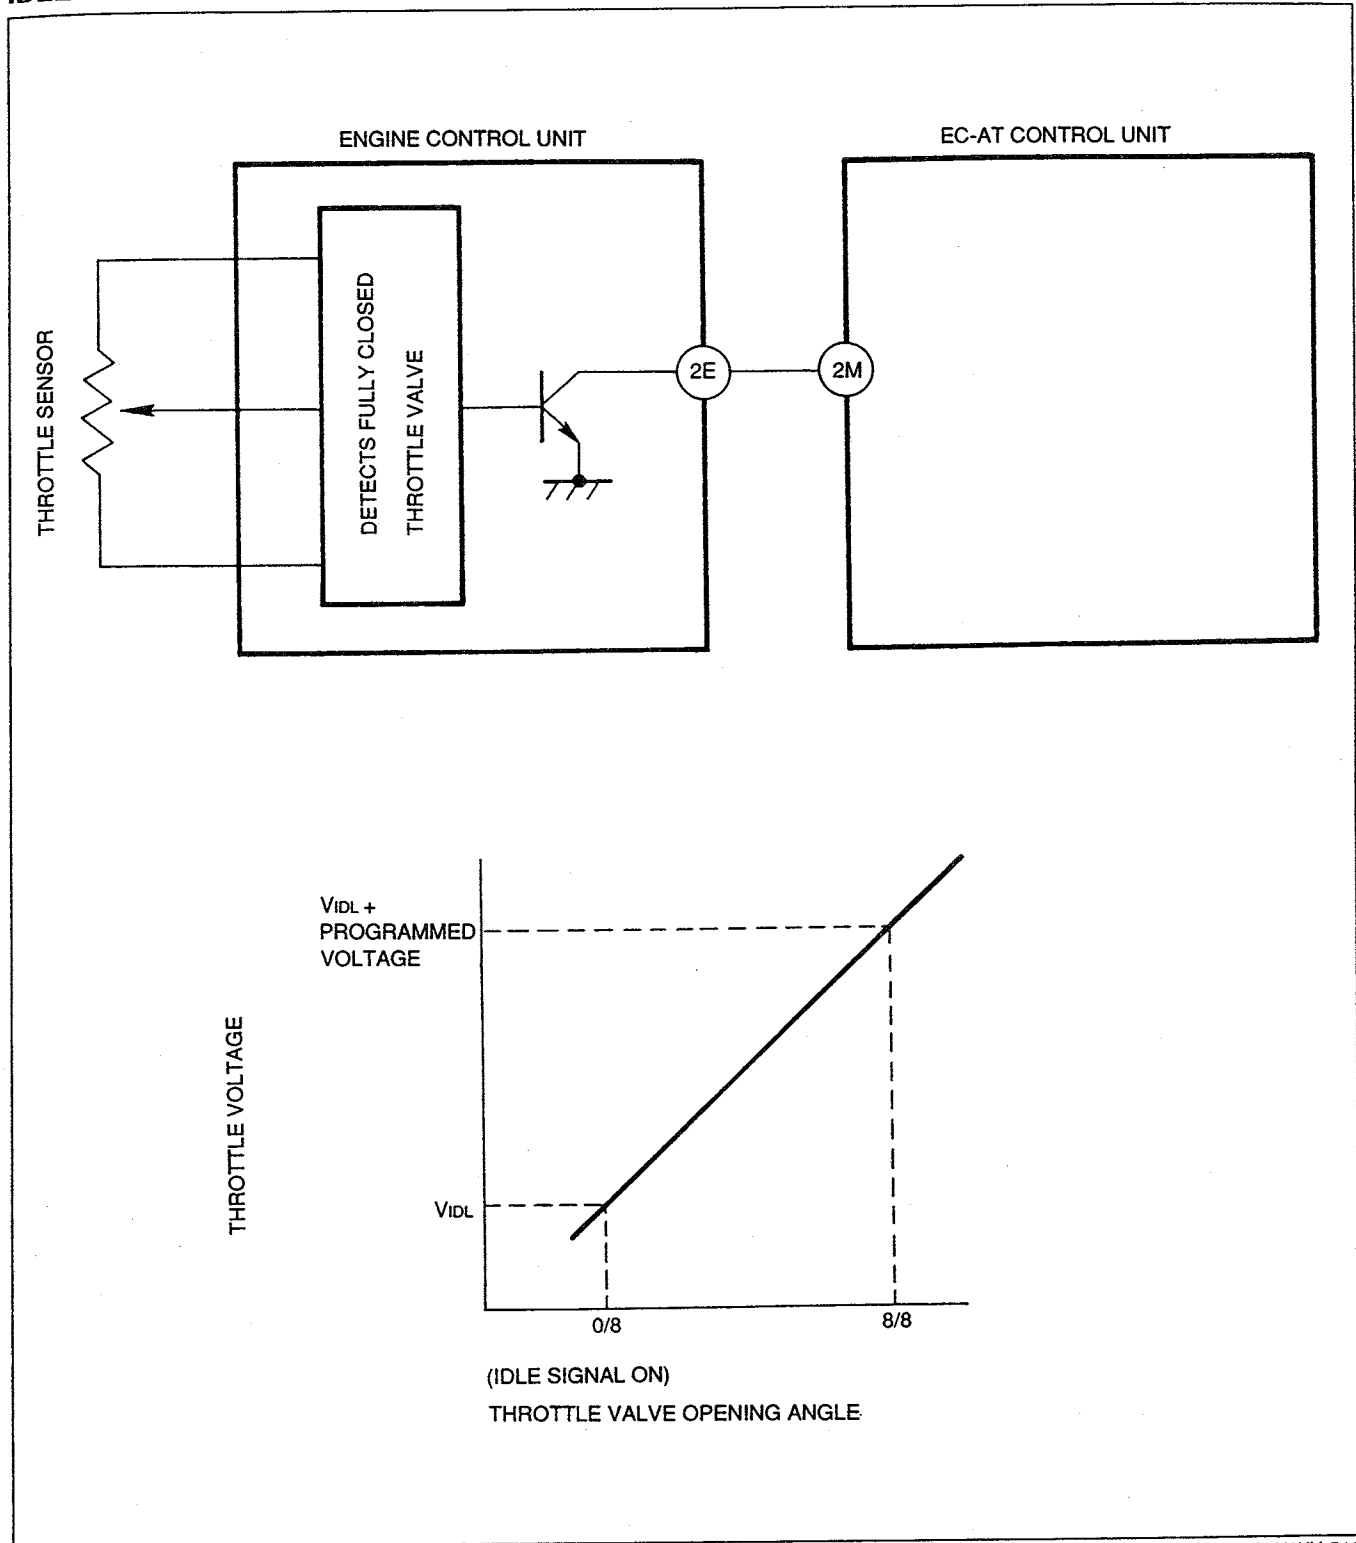 ENGINE CONTROL UNIT
EC-AT CONTROL UNIT
THROTTLE SENSOR
DETECTS FULLY CLOSED
THROTTLE VALVE
2E
2M
VIDL +
PROGRAMMED
VOLTAGE
THROTTLE VOLTAGE
VIDL
0/8
8/8
(IDLE SIGNAL ON)
THROTTLE VALVE OPENING ANGLE